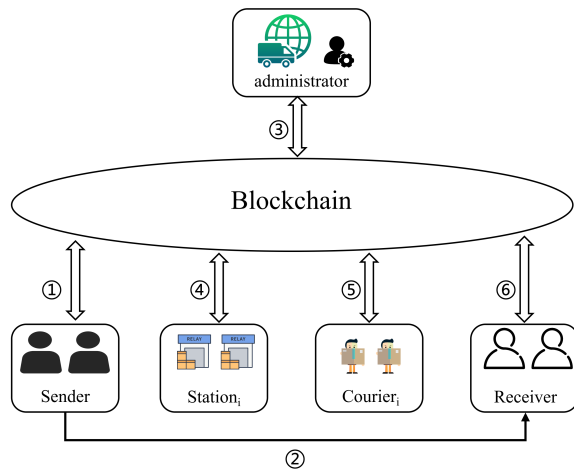 administrator
③
Blockchain
① ④ ⑤ ⑥
RELAY RELAY
Sender Stationᵢ Courierᵢ Receiver
②